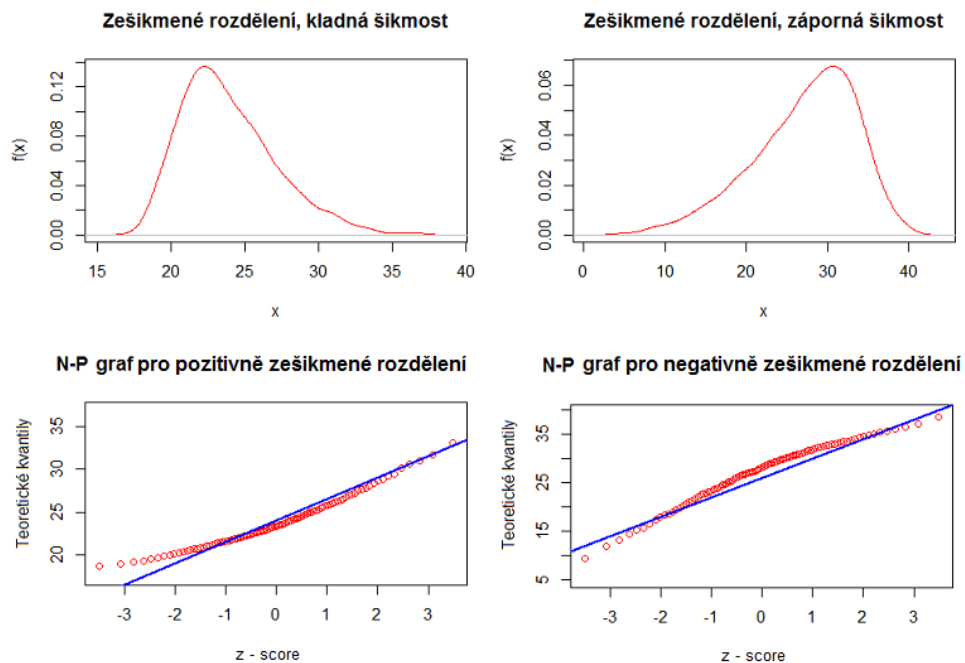 Zešikmené rozdělení, kladná šikmost
f(x)
0.00
0.04
0.08
0.12
15 20 25 30 35 40
x
Zešikmené rozdělení, záporná šikmost
f(x)
0.00
0.02
0.04
0.06
0 10 20 30 40
x
N-P graf pro pozitivně zešikmené rozdělení
Teoretické kvantily
20
25
30
35
-3 -2 -1 0 1 2 3
z - score
N-P graf pro negativně zešikmené rozdělení
Teoretické kvantily
5
15
25
35
-3 -2 -1 0 1 2 3
z - score